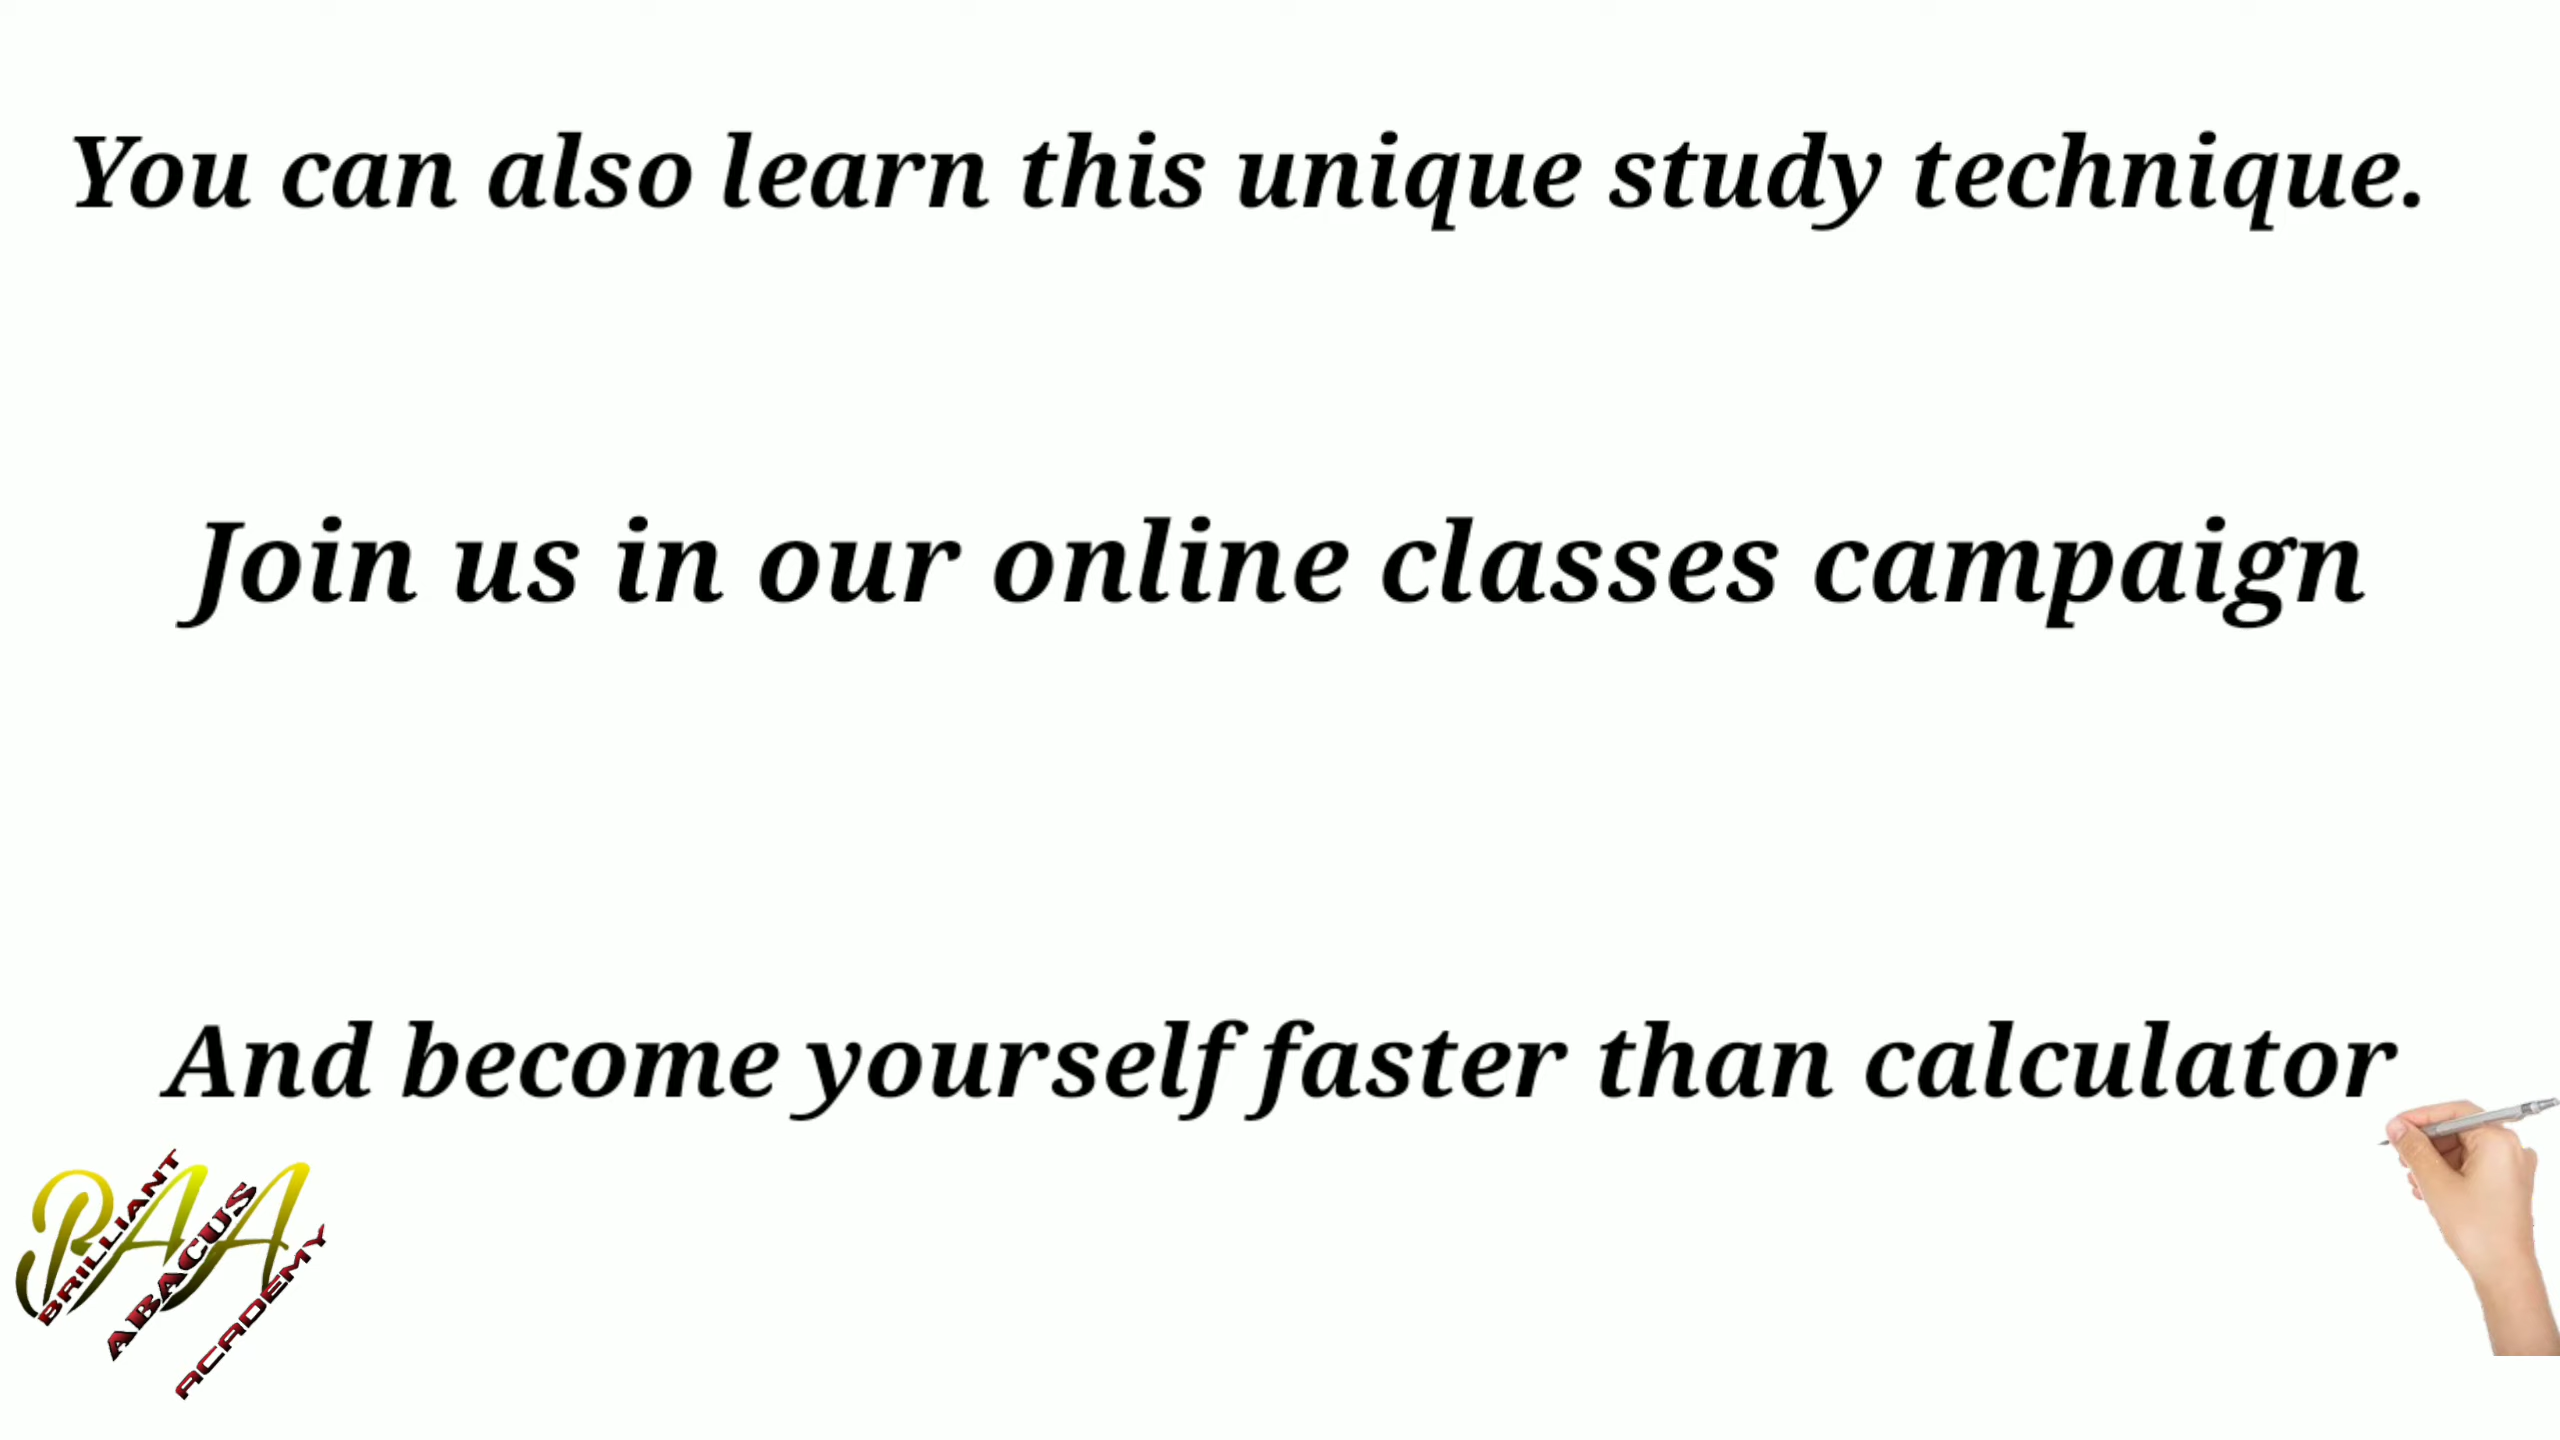 You can also learn this unique study technique.
Join us in our online classes campaign
And become yourself faster than calculator
BAA
BRILLIANT
ABACUS
ACADEMY